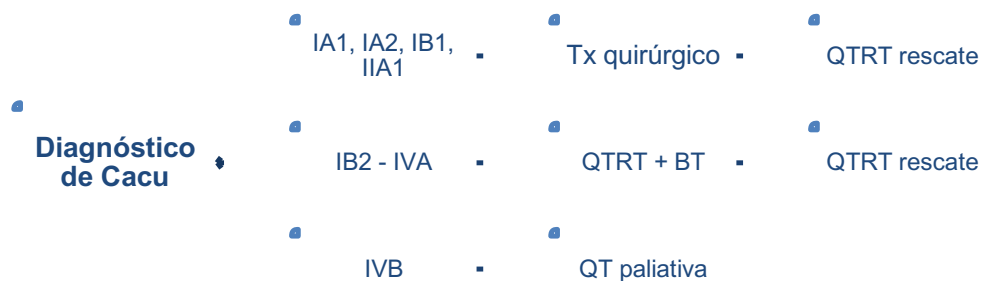 IA1, IA2, IB1,
IIA1
Tx quirúrgico
QTRT rescate
Diagnóstico
de Cacu
IB2 - IVA
QTRT + BT
QTRT rescate
IVB
QT paliativa